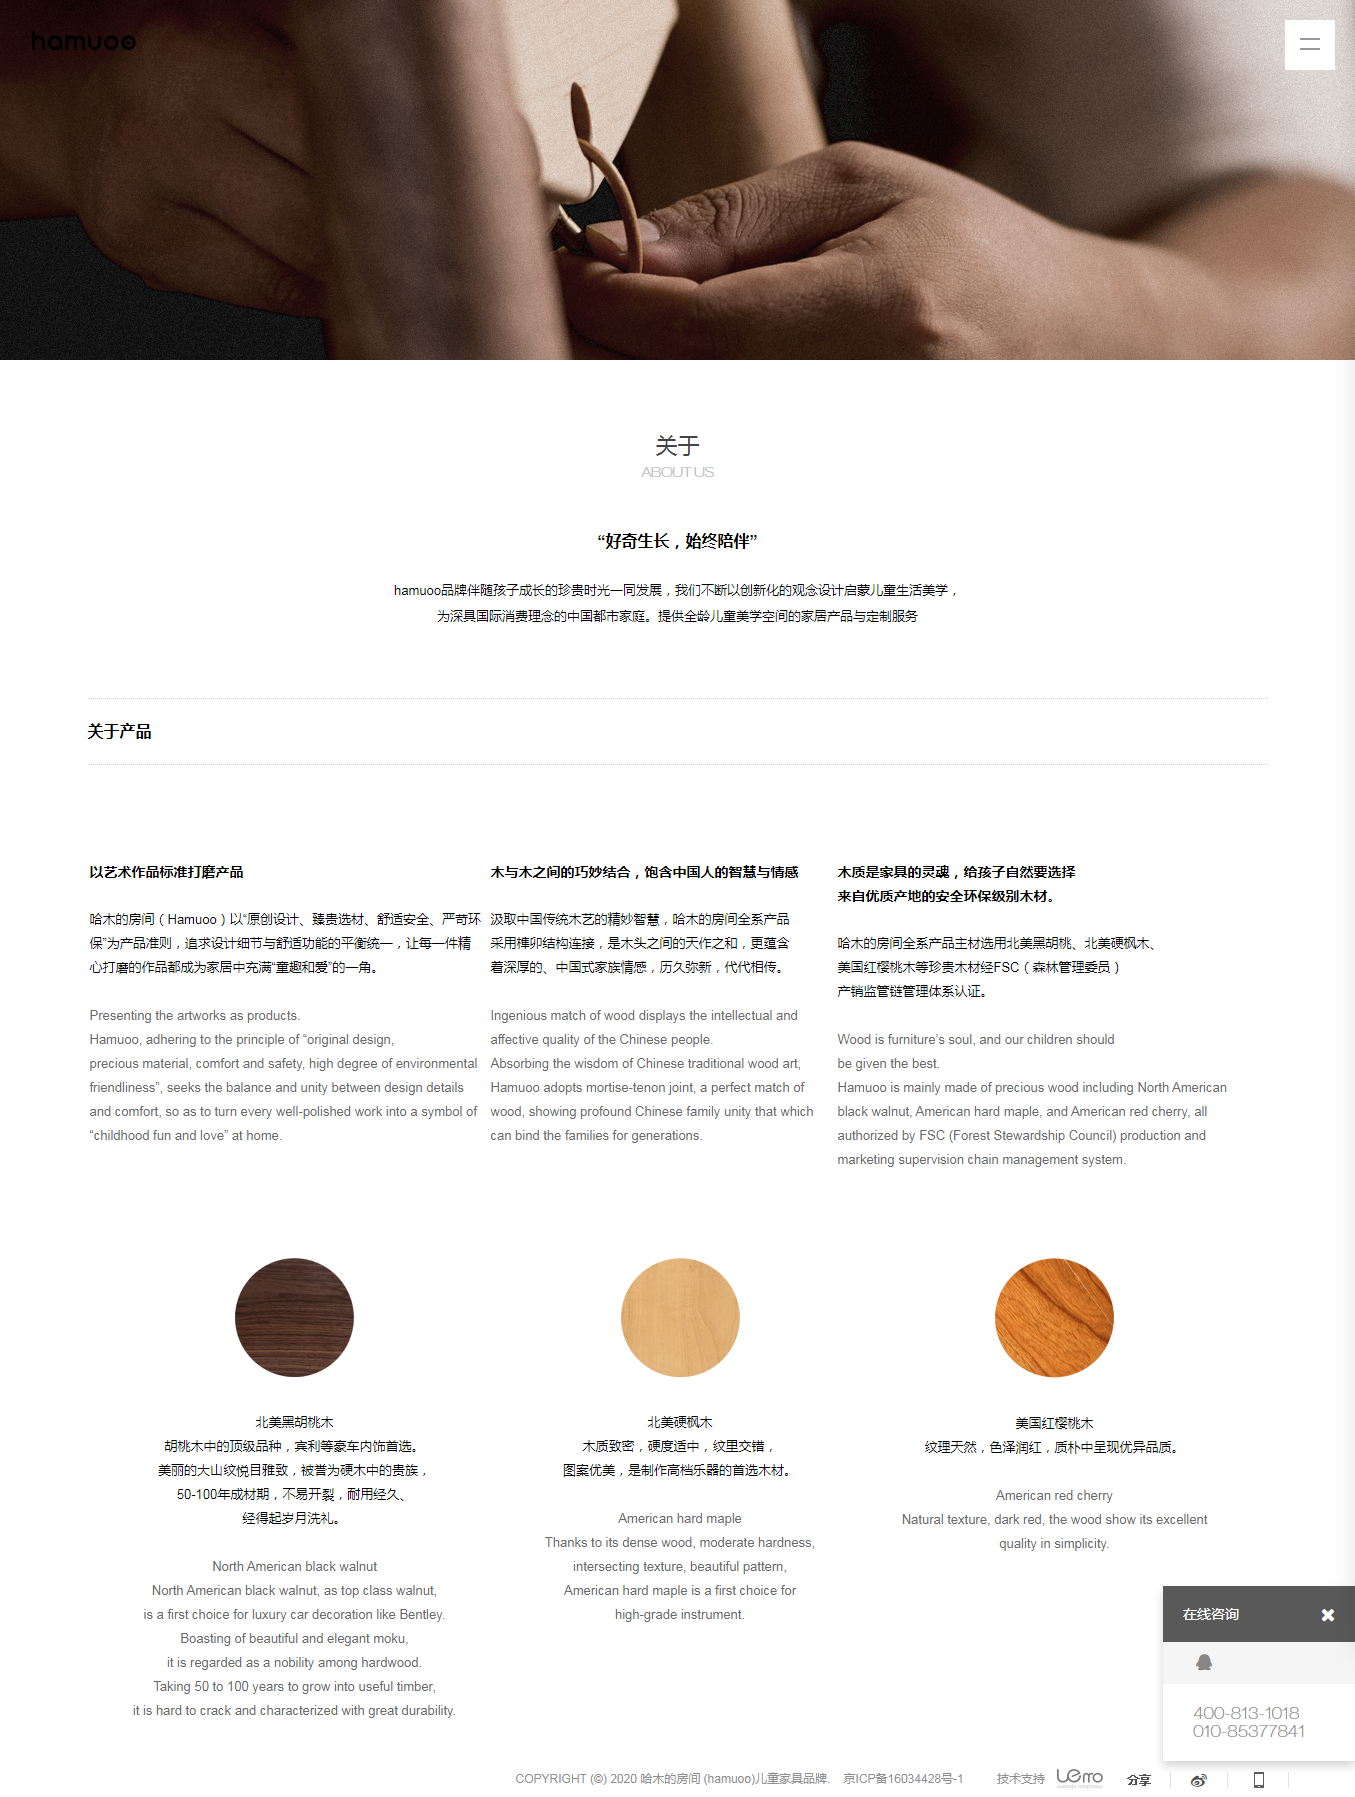 hamuoo
关于
ABOUT US
“好奇生长，始终陪伴”
hamuoo品牌伴随孩子成长的珍贵时光一同发展，我们不断以创新化的观念设计启蒙儿童生活美学，
为深具国际消费理念的中国都市家庭。提供全龄儿童美学空间的家居产品与定制服务
关于产品
以艺术作品标准打磨产品
哈木的房间（Hamuoo）以“原创设计、臻贵选材、舒适安全、严苛环
保”为产品准则，追求设计细节与舒适功能的平衡统一，让每一件精
心打磨的作品都成为家居中充满“童趣和爱”的一角。
Presenting the artworks as products.
Hamuoo, adhering to the principle of “original design,
precious material, comfort and safety, high degree of environmental
friendliness”, seeks the balance and unity between design details
and comfort, so as to turn every well-polished work into a symbol of
“childhood fun and love” at home.
木与木之间的巧妙结合，饱含中国人的智慧与情感
汲取中国传统木艺的精妙智慧，哈木的房间全系产品
采用榫卯结构连接，是木头之间的天作之和，更蕴含
着深厚的、中国式家族情感，历久弥新，代代相传。
Ingenious match of wood displays the intellectual and
affective quality of the Chinese people.
Absorbing the wisdom of Chinese traditional wood art,
Hamuoo adopts mortise-tenon joint, a perfect match of
wood, showing profound Chinese family unity that which
can bind the families for generations.
木质是家具的灵魂，给孩子自然要选择
来自优质产地的安全环保级别木材。
哈木的房间全系产品主材选用北美黑胡桃、北美硬枫木、
美国红樱桃木等珍贵木材经FSC（森林管理委员）
产销监管链管理体系认证。
Wood is furniture’s soul, and our children should
be given the best.
Hamuoo is mainly made of precious wood including North American
black walnut, American hard maple, and American red cherry, all
authorized by FSC (Forest Stewardship Council) production and
marketing supervision chain management system.
北美黑胡桃木
胡桃木中的顶级品种，宾利等豪车内饰首选。
美丽的大山纹悦目雅致，被誉为硬木中的贵族，
50-100年成材期，不易开裂，耐用经久、
经得起岁月洗礼。
North American black walnut
North American black walnut, as top class walnut,
is a first choice for luxury car decoration like Bentley.
Boasting of beautiful and elegant moku,
it is regarded as a nobility among hardwood.
Taking 50 to 100 years to grow into useful timber,
it is hard to crack and characterized with great durability.
北美硬枫木
木质致密，硬度适中，纹里交错，
图案优美，是制作高档乐器的首选木材。
American hard maple
Thanks to its dense wood, moderate hardness,
intersecting texture, beautiful pattern,
American hard maple is a first choice for
high-grade instrument.
美国红樱桃木
纹理天然，色泽润红，质朴中呈现优异品质。
American red cherry
Natural texture, dark red, the wood show its excellent
quality in simplicity.
在线咨询
400-813-1018
010-85377841
COPYRIGHT (©) 2020 哈木的房间 (hamuoo)儿童家具品牌. 京ICP备16034428号-1 技术支持 uemo 分享